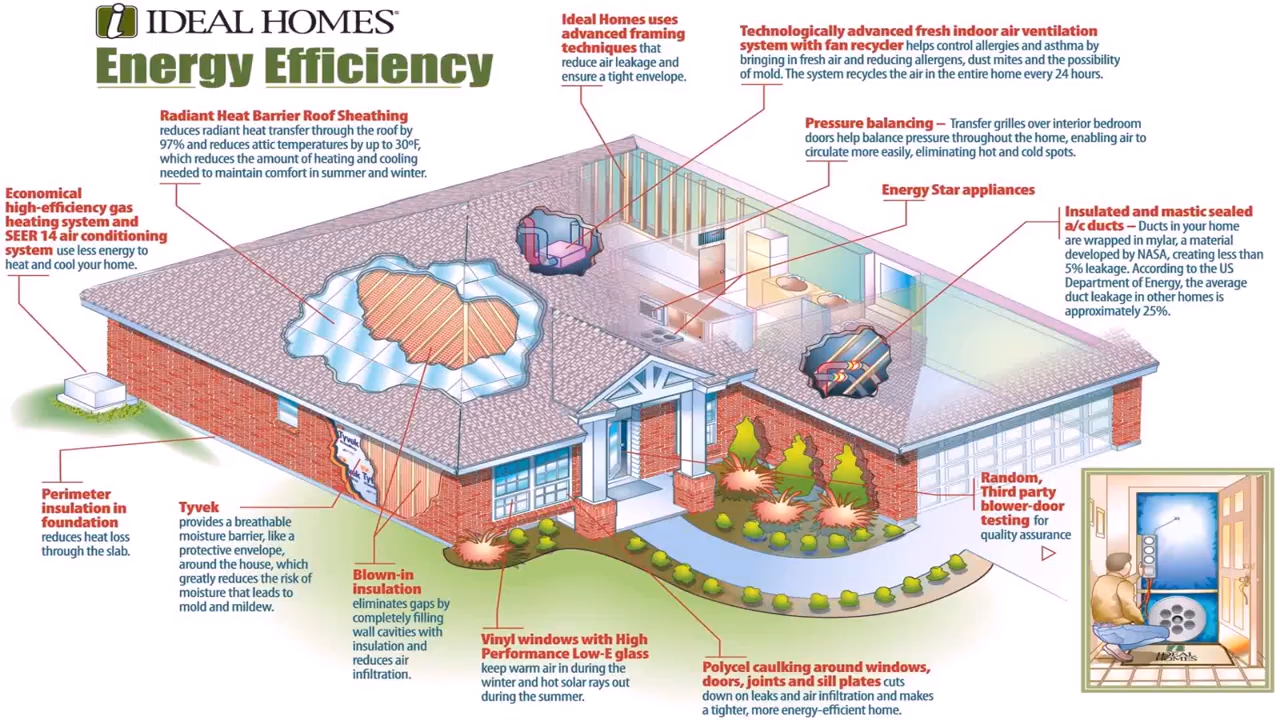 i IDEAL HOMES
Energy Efficiency
Ideal Homes uses
advanced framing
techniques that
reduce air leakage and
ensure a tight envelope.
Technologically advanced fresh indoor air ventilation
system with fan recycler helps control allergies and asthma by
bringing in fresh air and reducing allergens, dust mites and the possibility
of mold. The system recycles the air in the entire home every 24 hours.
Radiant Heat Barrier Roof Sheathing
reduces radiant heat transfer through the roof by
97% and reduces attic temperatures by up to 30ºF,
which reduces the amount of heating and cooling
needed to maintain comfort in summer and winter.
Pressure balancing – Transfer grilles over interior bedroom
doors help balance pressure throughout the home, enabling air to
circulate more easily, eliminating hot and cold spots.
Energy Star appliances
Economical
high-efficiency gas
heating system and
SEER 14 air conditioning
system use less energy to
heat and cool your home.
Insulated and mastic sealed
a/c ducts – Ducts in your home
are wrapped in mylar, a material
developed by NASA, creating less than
5% leakage. According to the US
Department of Energy, the average
duct leakage in other homes is
approximately 25%.
Tyvek
Perimeter
insulation in
foundation
reduces heat loss
through the slab.
Tyvek
provides a breathable
moisture barrier, like a
protective envelope,
around the house, which
greatly reduces the risk of
moisture that leads to
mold and mildew.
Blown-in
insulation
eliminates gaps by
completely filling
wall cavities with
insulation and
reduces air
infiltration.
Vinyl windows with High
Performance Low-E glass
keep warm air in during the
winter and hot solar rays out
during the summer.
Polycel caulking around windows,
doors, joints and sill plates cuts
down on leaks and air infiltration and makes
a tighter, more energy-efficient home.
Random,
Third party
blower-door
testing for
quality assurance
IDEAL
HOMES